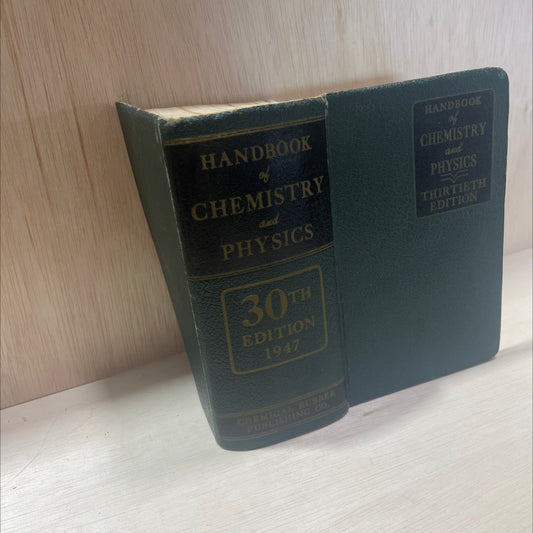 HANDBOOK
of
CHEMISTRY
and
PHYSICS
30TH
EDITION
1947
CHEMICAL RUBBER
PUBLISHING CO.
HANDBOOK
of
CHEMISTRY
and
PHYSICS
THIRTIETH
EDITION